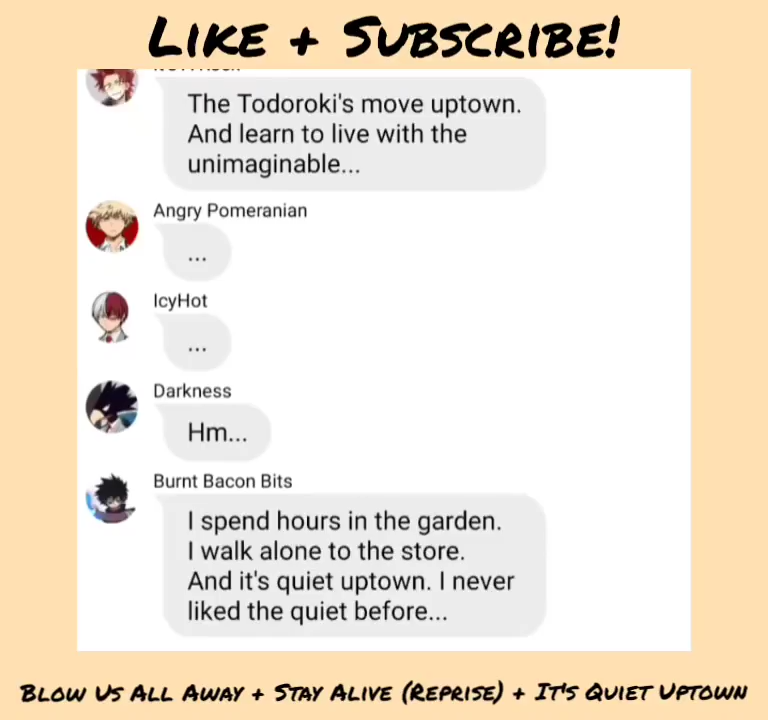 LIKE + SUBSCRIBE!
The Todoroki's move uptown.
And learn to live with the
unimaginable...
Angry Pomeranian
...
IcyHot
...
Darkness
Hm...
Burnt Bacon Bits
I spend hours in the garden.
I walk alone to the store.
And it's quiet uptown. I never
liked the quiet before...
BLOW US ALL AWAY + STAY ALIVE (REPRISE) + IT'S QUIET UPTOWN